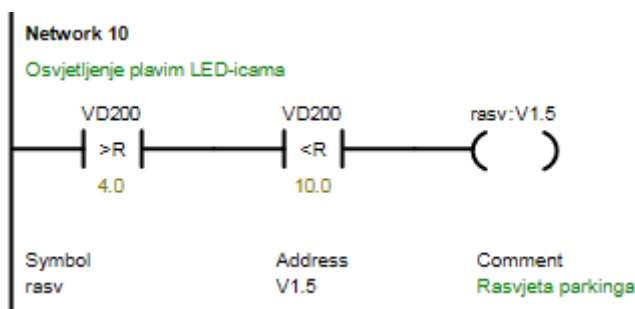 Network 10
Osvjetljenje plavim LED-icama
VD200 VD200 rasv:V1.5
>R <R
4.0 10.0
Symbol Address Comment
rasv V1.5 Rasvjeta parkinga